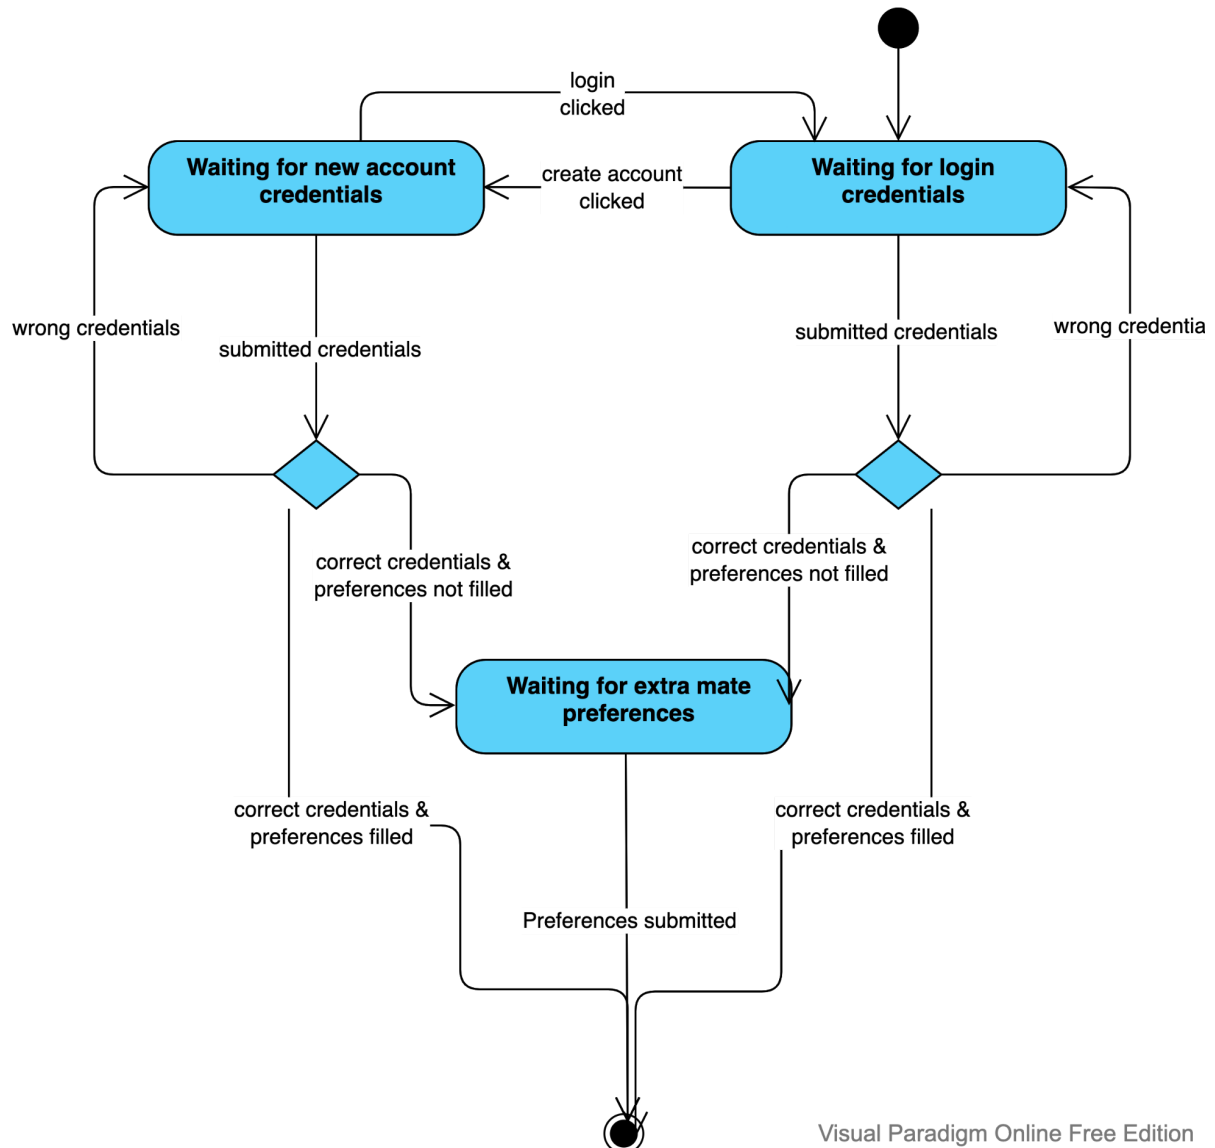 login
clicked
Waiting for new account
credentials
create account
clicked
Waiting for login
credentials
wrong credentials
submitted credentials
submitted credentials
wrong credentia
correct credentials &
preferences not filled
correct credentials &
preferences not filled
Waiting for extra mate
preferences
correct credentials &
preferences filled
correct credentials &
preferences filled
Preferences submitted
Visual Paradigm Online Free Edition